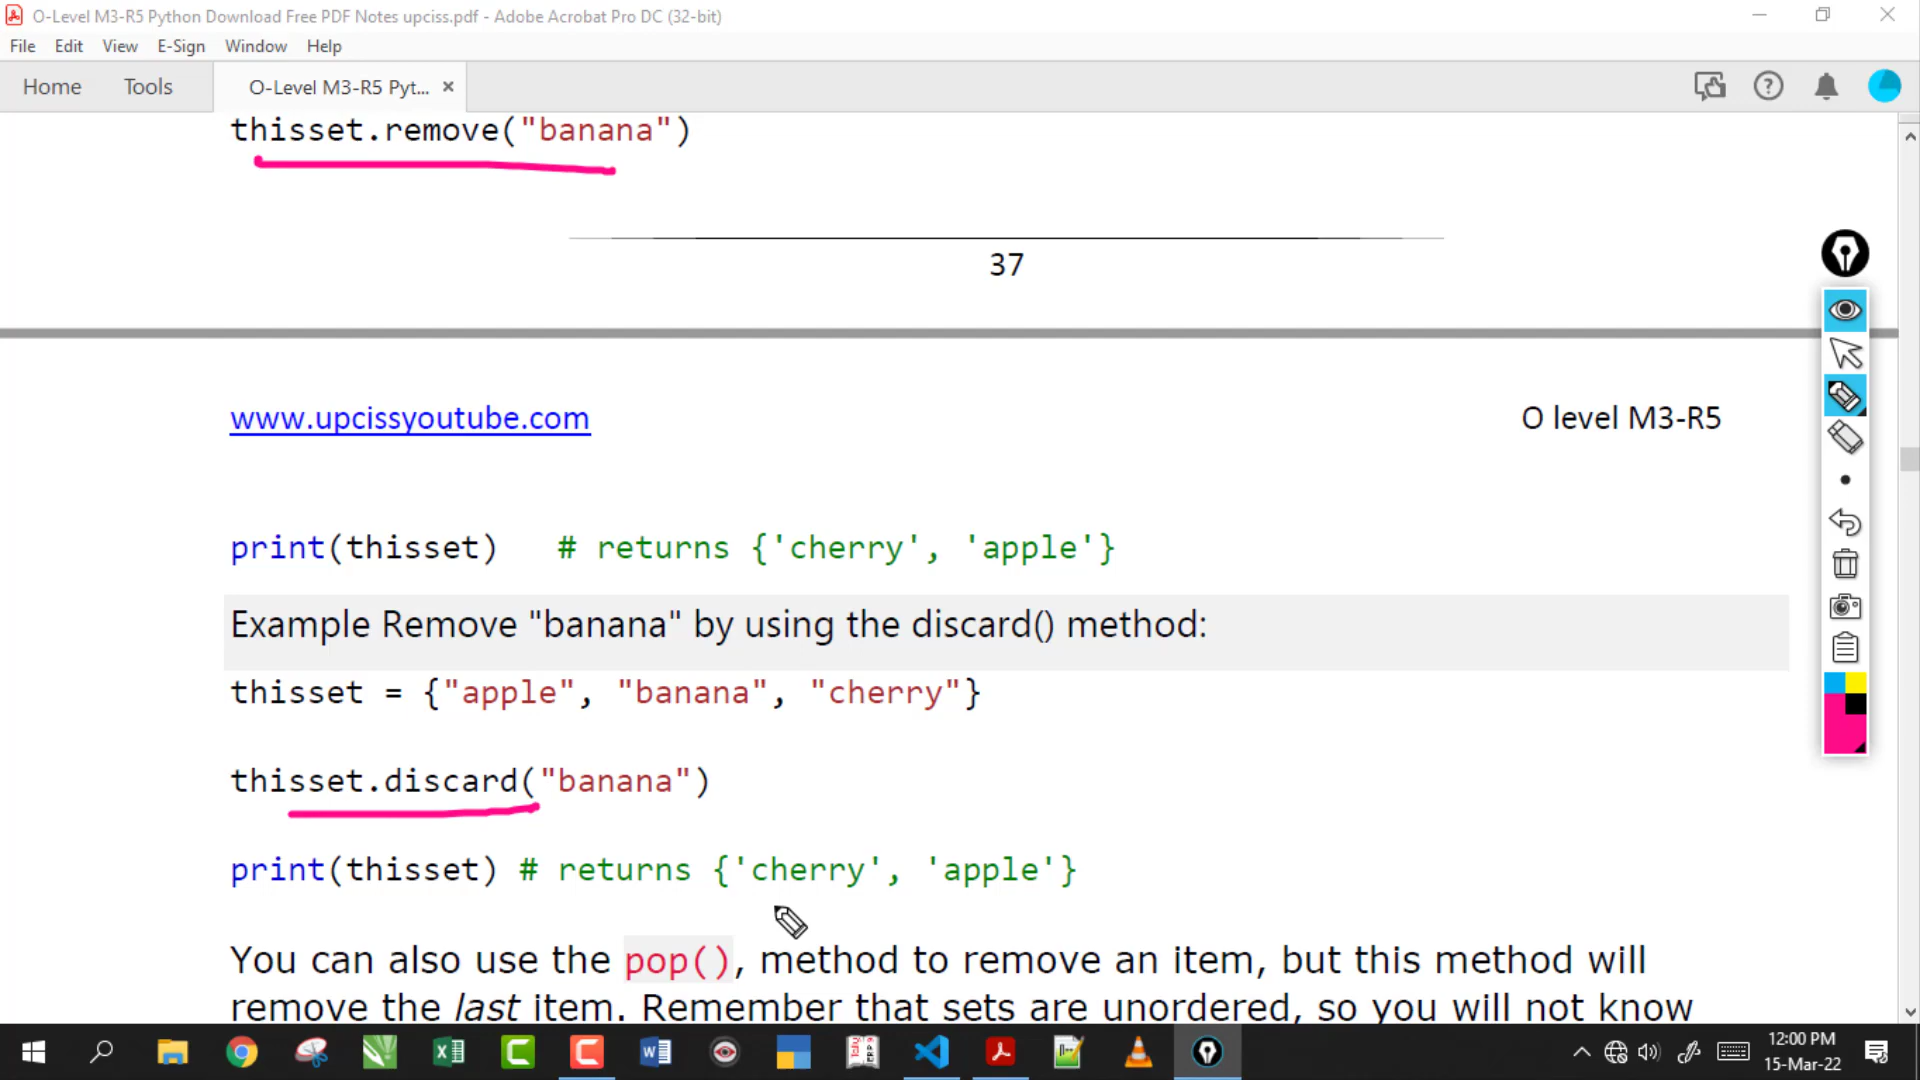 O-Level M3-R5 Python Download Free PDF Notes upciss.pdf - Adobe Acrobat Pro DC (32-bit)
File Edit View E-Sign Window Help
Home Tools O-Level M3-R5 Pyt... ×
thisset.remove("banana")
37
www.upcissyoutube.com O level M3-R5
print(thisset) # returns {'cherry', 'apple'}
Example Remove "banana" by using the discard() method:
thisset = {"apple", "banana", "cherry"}
thisset.discard("banana")
print(thisset) # returns {'cherry', 'apple'}
You can also use the pop(), method to remove an item, but this method will
remove the last item. Remember that sets are unordered, so you will not know
12:00 PM
15-Mar-22